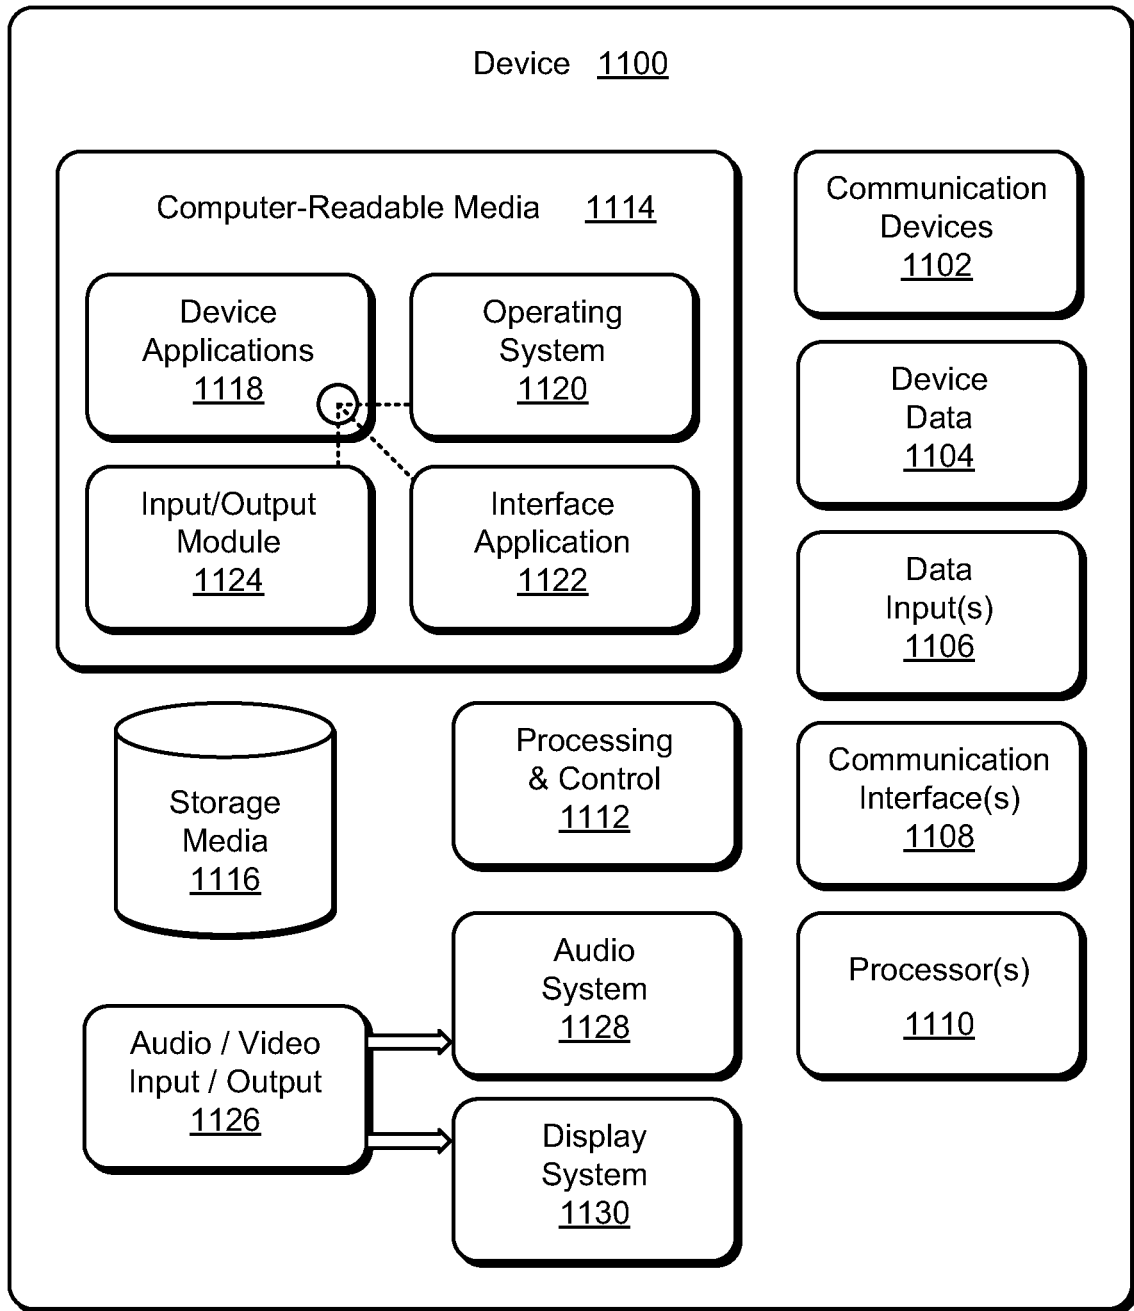 Device 1100
Computer-Readable Media 1114
Device
Applications
1118
Operating
System
1120
Input/Output
Module
1124
Interface
Application
1122
Storage
Media
1116
Processing
& Control
1112
Audio / Video
Input / Output
1126
Audio
System
1128
Display
System
1130
Communication
Devices
1102
Device
Data
1104
Data
Input(s)
1106
Communication
Interface(s)
1108
Processor(s)
1110